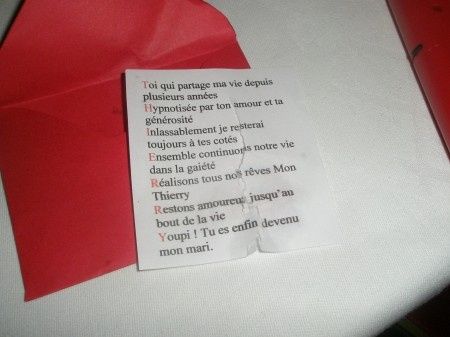 Toi qui partage ma vie depuis
plusieurs années
Hypnotisée par ton amour et ta
générosité
Inlassablement je resterai
toujours à tes cotés
Ensemble continuons notre vie
dans la gaiété
Réalisons tous nos rêves Mon
Thierry
Restons amoureux jusqu'au
bout de la vie
Youpi ! Tu es enfin devenu
mon mari.